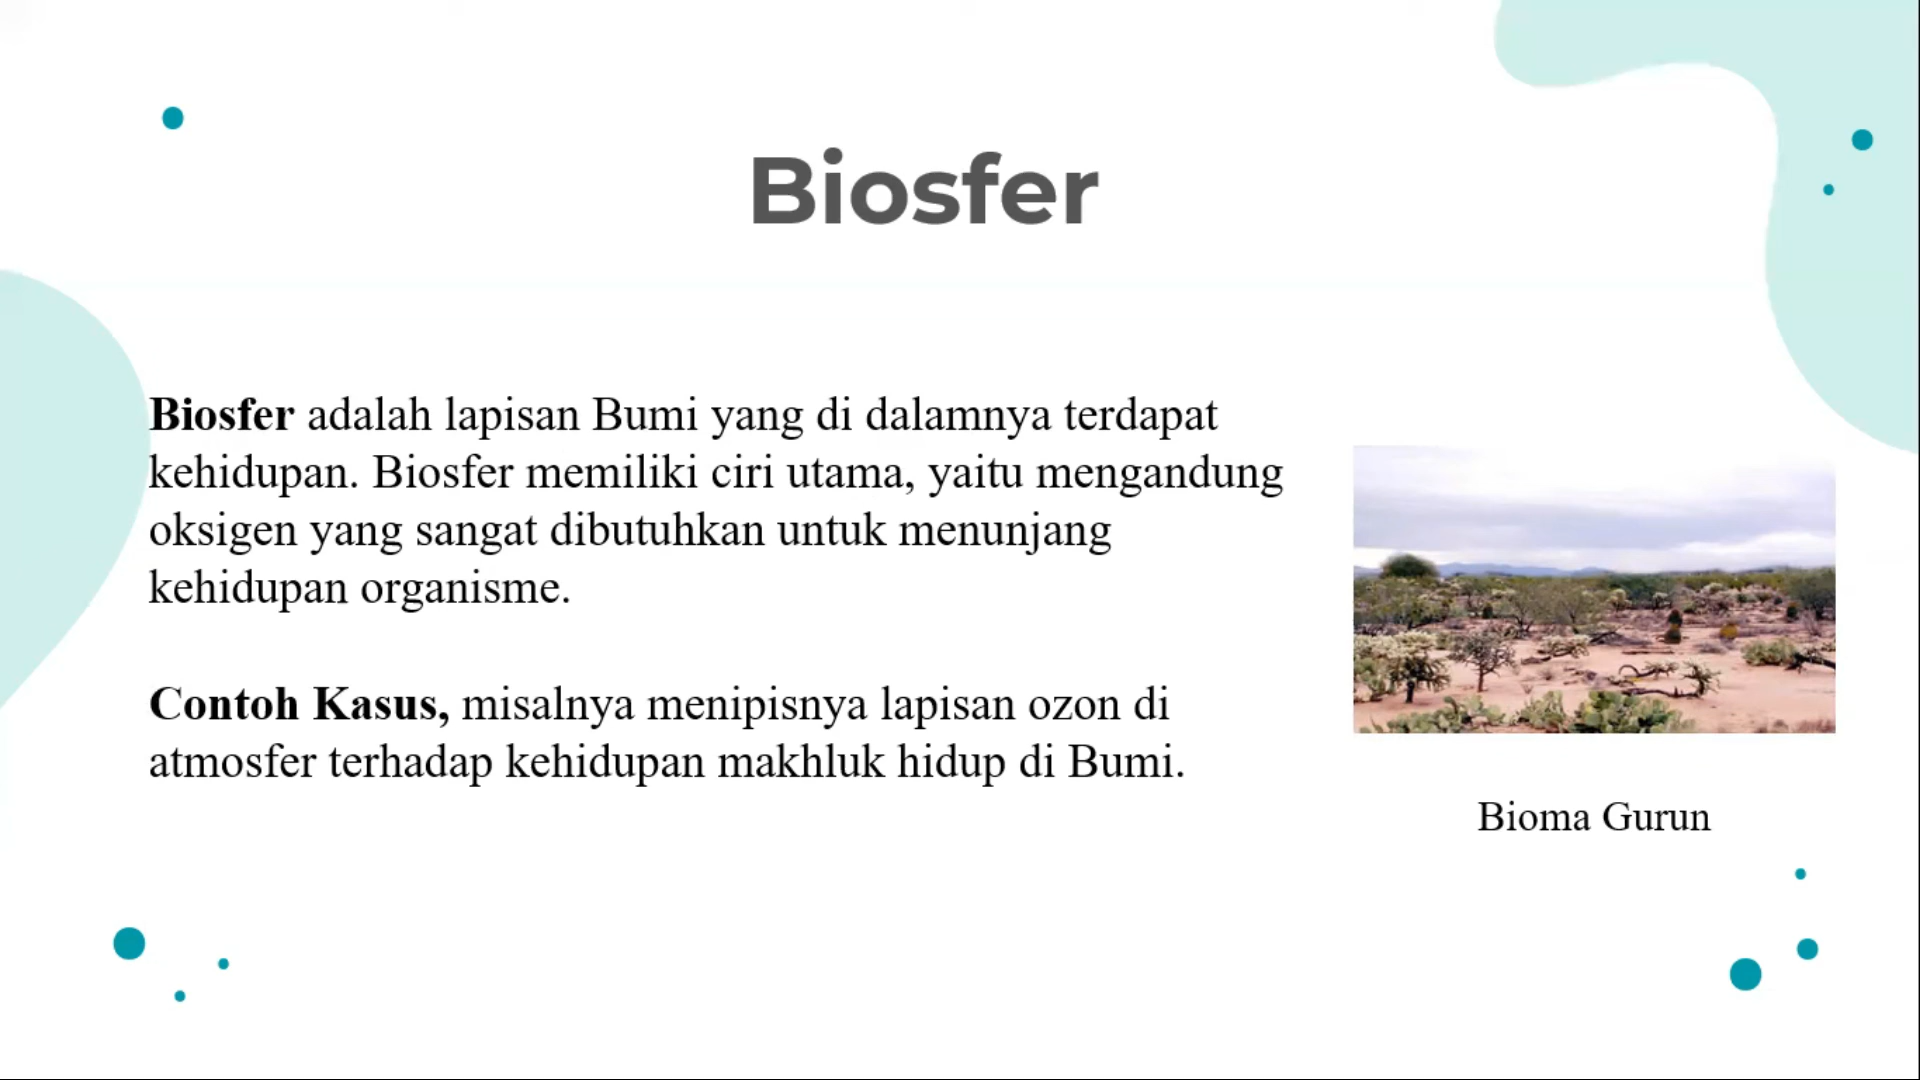 Biosfer
Biosfer adalah lapisan Bumi yang di dalamnya terdapat
kehidupan. Biosfer memiliki ciri utama, yaitu mengandung
oksigen yang sangat dibutuhkan untuk menunjang
kehidupan organisme.
Contoh Kasus, misalnya menipisnya lapisan ozon di
atmosfer terhadap kehidupan makhluk hidup di Bumi.
Bioma Gurun